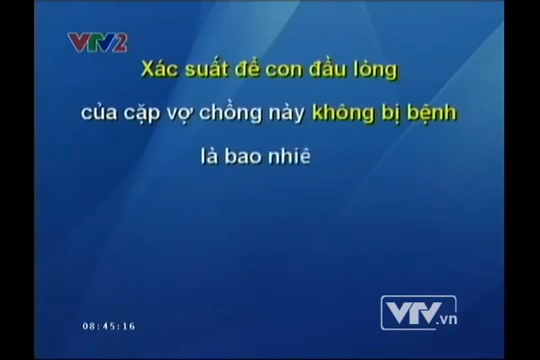 VTV2
Xác suất để con đầu lòng
của cặp vợ chồng này không bị bệnh
là bao nhiê
VTV.vn
08:45:16